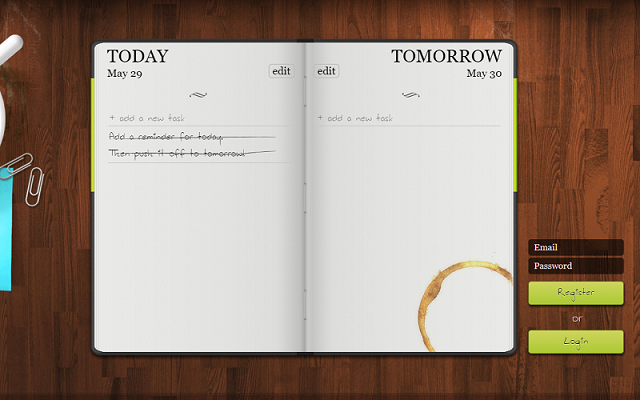 TODAY
May 29
edit
+ add a new task
Add a reminder for today,
Then push it off to tomorrow!
TOMORROW
May 30
edit
+ add a new task
Email
Password
Register
or
Login